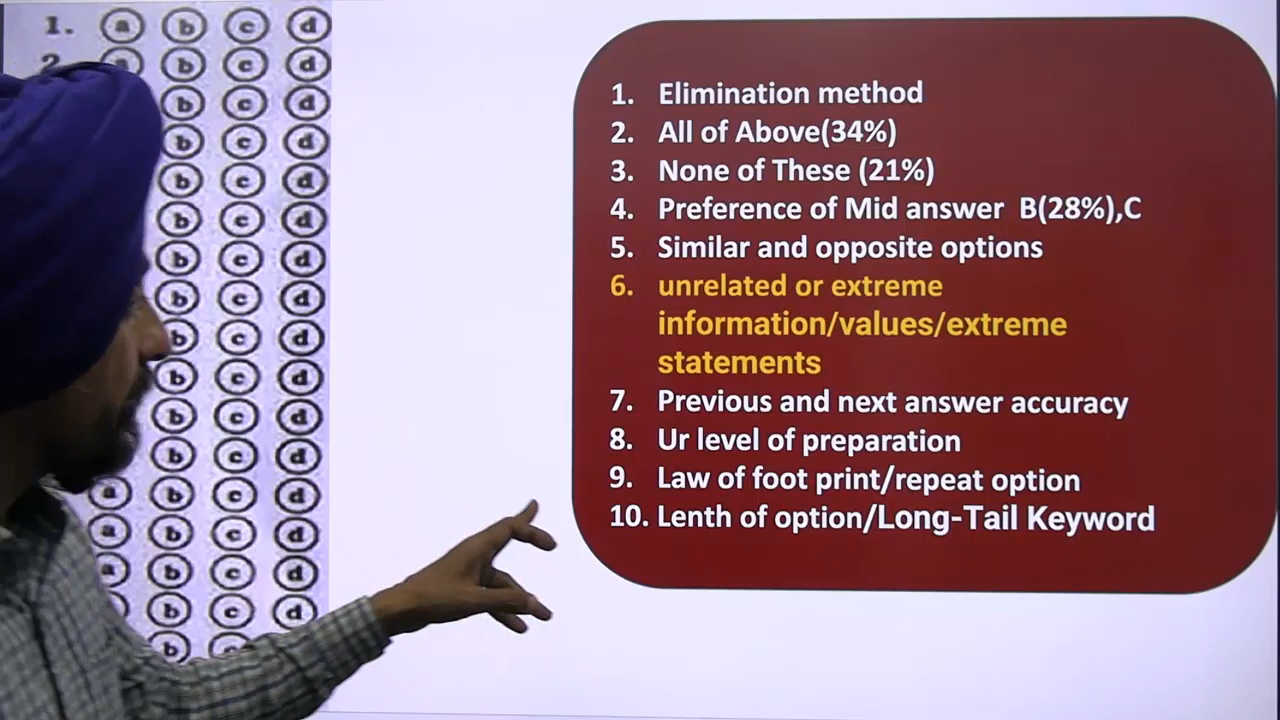 1. a b c d
2. a b c d
b c d
b c d
b c d
b c d
b c d
b c d
b c d
b c d
b c d
b c d
a b c d
a b c d
a b c d
b c d
b c
1. Elimination method
2. All of Above(34%)
3. None of These (21%)
4. Preference of Mid answer B(28%),C
5. Similar and opposite options
6. unrelated or extreme
information/values/extreme
statements
7. Previous and next answer accuracy
8. Ur level of preparation
9. Law of foot print/repeat option
10. Lenth of option/Long-Tail Keyword